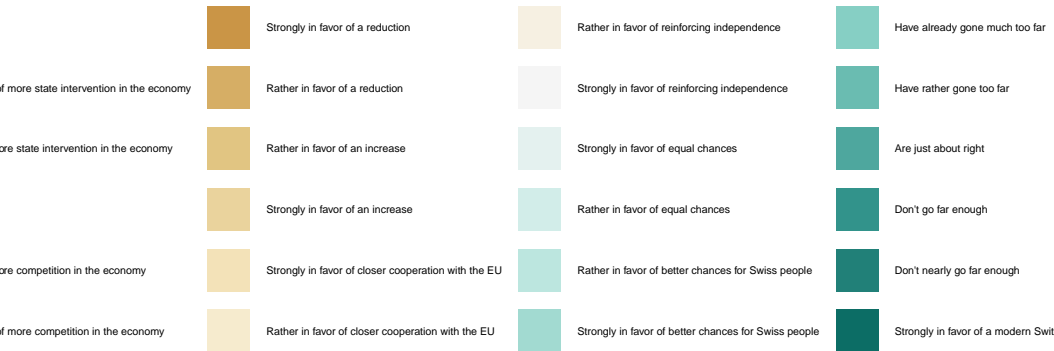 of more state intervention in the economy
ore state intervention in the economy
ore competition in the economy
of more competition in the economy
Strongly in favor of a reduction
Rather in favor of a reduction
Rather in favor of an increase
Strongly in favor of an increase
Strongly in favor of closer cooperation with the EU
Rather in favor of closer cooperation with the EU
Rather in favor of reinforcing independence
Strongly in favor of reinforcing independence
Strongly in favor of equal chances
Rather in favor of equal chances
Rather in favor of better chances for Swiss people
Strongly in favor of better chances for Swiss people
Have already gone much too far
Have rather gone too far
Are just about right
Don't go far enough
Don't nearly go far enough
Strongly in favor of a modern Swit